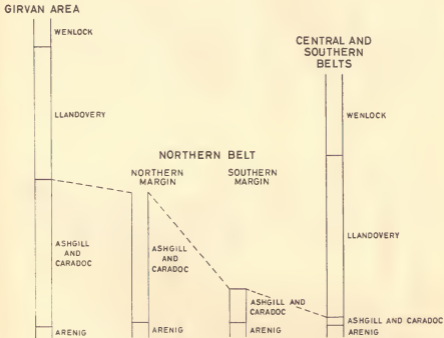 GIRVAN AREA
WENLOCK
LLANDOVERY
ASHGILL
AND
CARADOC
ARENIG
NORTHERN BELT
NORTHERN
MARGIN
ASHGILL
AND
CARADOC
ARENIG
SOUTHERN
MARGIN
ASHGILL AND
CARADOC
ARENIG
CENTRAL AND
SOUTHERN
BELTS
WENLOCK
LLANDOVERY
ASHGILL AND CARADOC
ARENIG